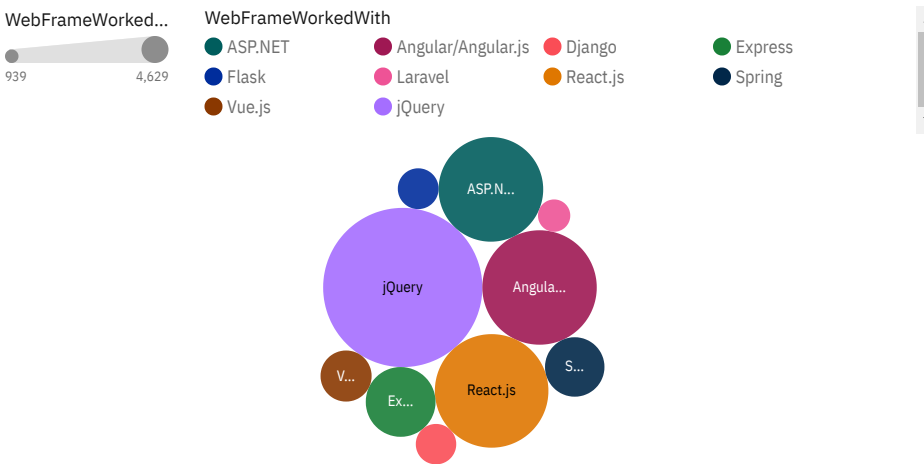 WebFrameWorked... WebFrameWorkedWith
ASP.NET Angular/Angular.js Django Express
939 4,629 Flask Laravel React.js Spring
Vue.js jQuery
ASP.N...
jQuery Angula...
V... S...
Ex... React.js